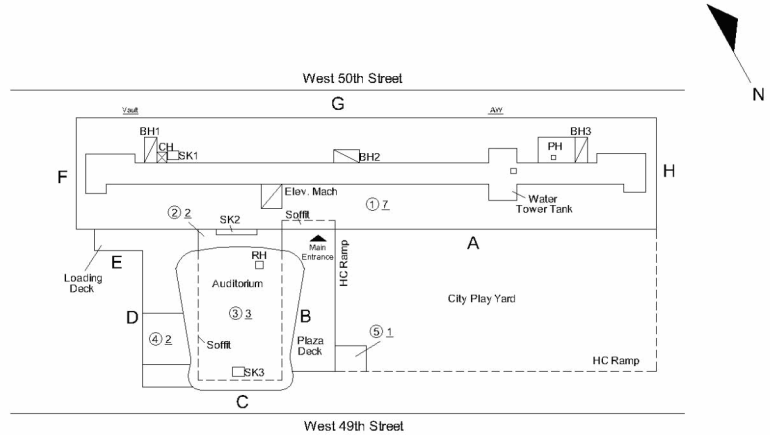 West 50th Street
N
Vault
G
AW
BH1
CH
SK1
BH2
BH3
PH
F
H
Elev. Mach
① 7
Water
Tower Tank
② 2
SK2
Soffit
A
Main
Entrance
HC Ramp
E
Loading
Deck
RH
Auditorium
City Play Yard
D
③ 3
B
④ 2
Soffit
Plaza
Deck
⑤ 1
HC Ramp
SK3
C
West 49th Street